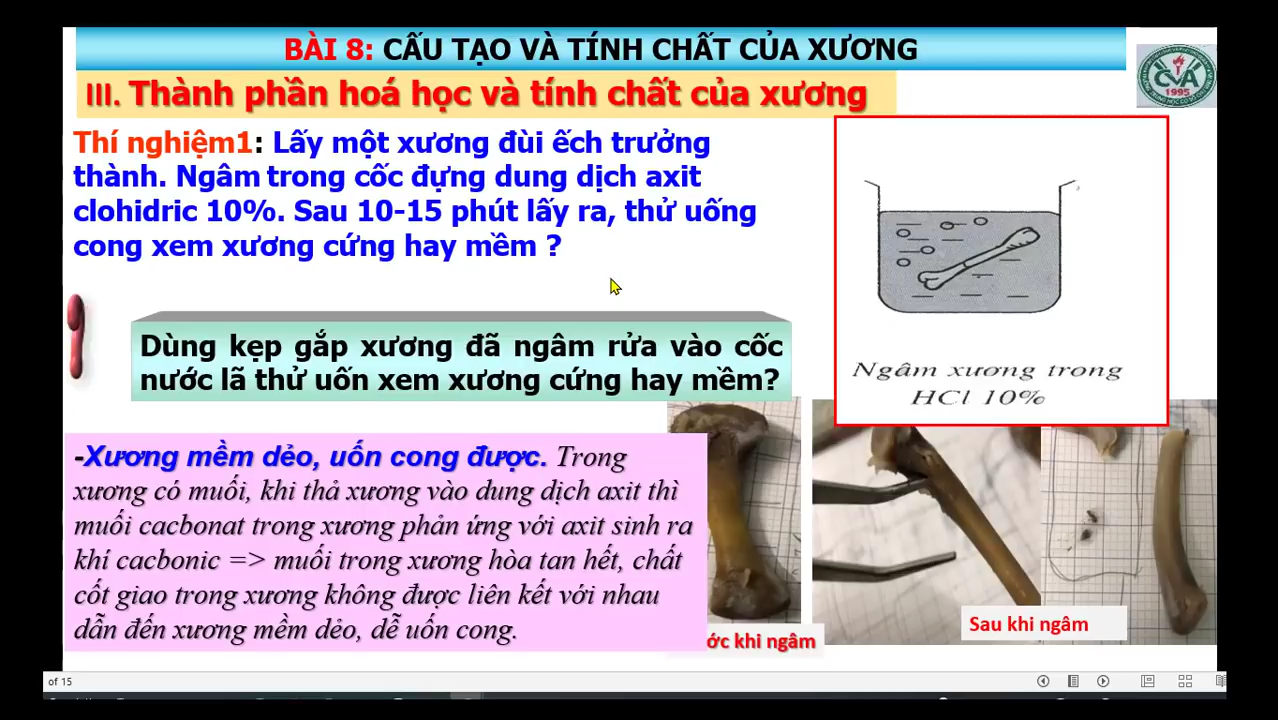 BÀI 8: CẤU TẠO VÀ TÍNH CHẤT CỦA XƯƠNG
III. Thành phần hoá học và tính chất của xương
CVA
1995
Thí nghiệm1: Lấy một xương đùi ếch trưởng
thành. Ngâm trong cốc đựng dung dịch axit
clohidric 10%. Sau 10-15 phút lấy ra, thử uống
cong xem xương cứng hay mềm ?
Dùng kẹp gắp xương đã ngâm rửa vào cốc
nước lã thử uốn xem xương cứng hay mềm?
Ngâm xương trong
HCl 10%
-Xương mềm dẻo, uốn cong được. Trong
xương có muối, khi thả xương vào dung dịch axit thì
muối cacbonat trong xương phản ứng với axit sinh ra
khí cacbonic => muối trong xương hòa tan hết, chất
cốt giao trong xương không được liên kết với nhau
dẫn đến xương mềm dẻo, dễ uốn cong.
ớc khi ngâm
Sau khi ngâm
of 15